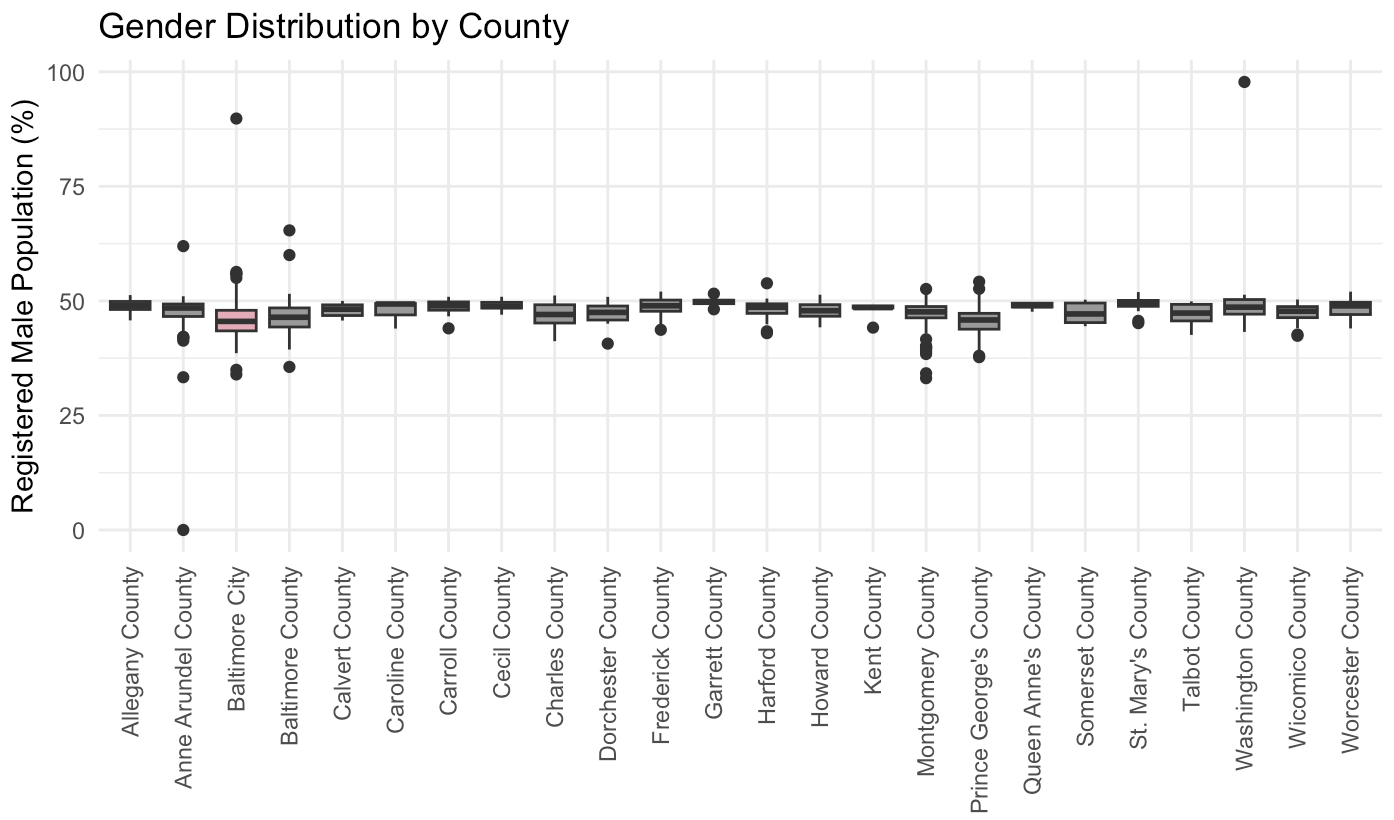 Gender Distribution by County
Registered Male Population (%)
100
75
50
25
0
Allegany County
Anne Arundel County
Baltimore City
Baltimore County
Calvert County
Caroline County
Carroll County
Cecil County
Charles County
Dorchester County
Frederick County
Garrett County
Harford County
Howard County
Kent County
Montgomery County
Prince George's County
Queen Anne's County
Somerset County
St. Mary's County
Talbot County
Washington County
Wicomico County
Worcester County